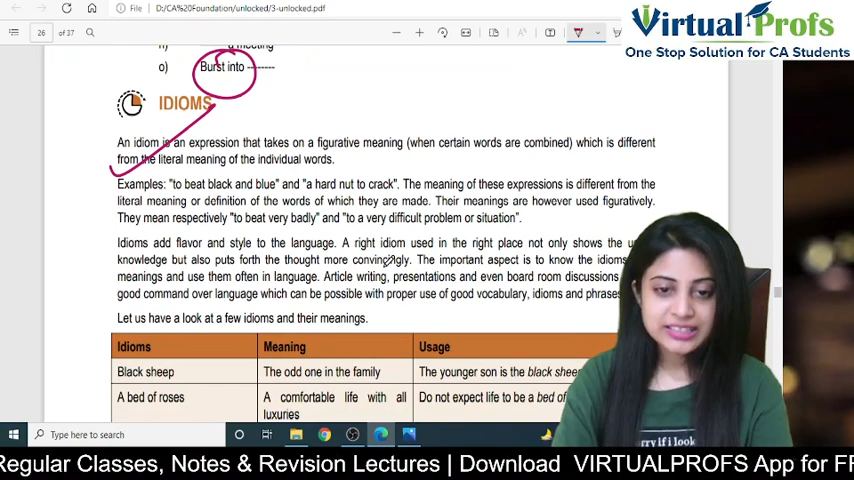 Virtual Profs
One Stop Solution for CA Students
File
D:/CA%20Foundation/unlocked/3-unlocked.pdf
26
of 37
n) a meeting
o) Burst into --------
IDIOMS
An idiom is an expression that takes on a figurative meaning (when certain words are combined) which is different
from the literal meaning of the individual words.
Examples: "to beat black and blue" and "a hard nut to crack". The meaning of these expressions is different from the
literal meaning or definition of the words of which they are made. Their meanings are however used figuratively.
They mean respectively "to beat very badly" and "to a very difficult problem or situation".
Idioms add flavor and style to the language. A right idiom used in the right place not only shows the
knowledge but also puts forth the thought more convincingly. The important aspect is to know the idioms
meanings and use them often in language. Article writing, presentations and even board room discussions
good command over language which can be possible with proper use of good vocabulary, idioms and phrases
Let us have a look at a few idioms and their meanings.
Idioms Meaning Usage
Black sheep The odd one in the family The younger son is the black sheep
A bed of roses A comfortable life with all Do not expect life to be a bed of
luxuries
Type here to search
Regular Classes, Notes & Revision Lectures | Download VIRTUALPROFS App for FR